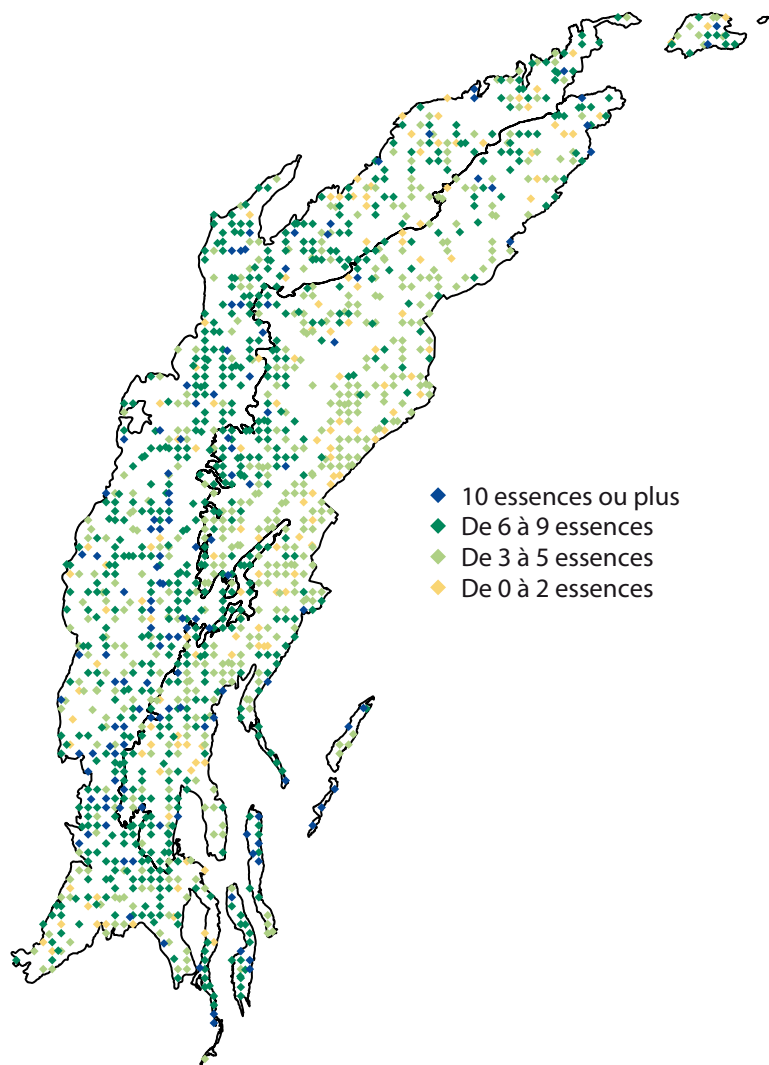 10 essences ou plus
De 6 à 9 essences
De 3 à 5 essences
De 0 à 2 essences